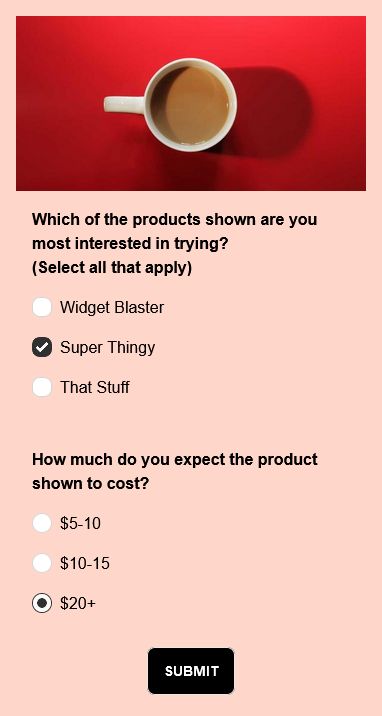 Which of the products shown are you
most interested in trying?
(Select all that apply)
Widget Blaster
Super Thingy
That Stuff
How much do you expect the product
shown to cost?
$5-10
$10-15
$20+
SUBMIT